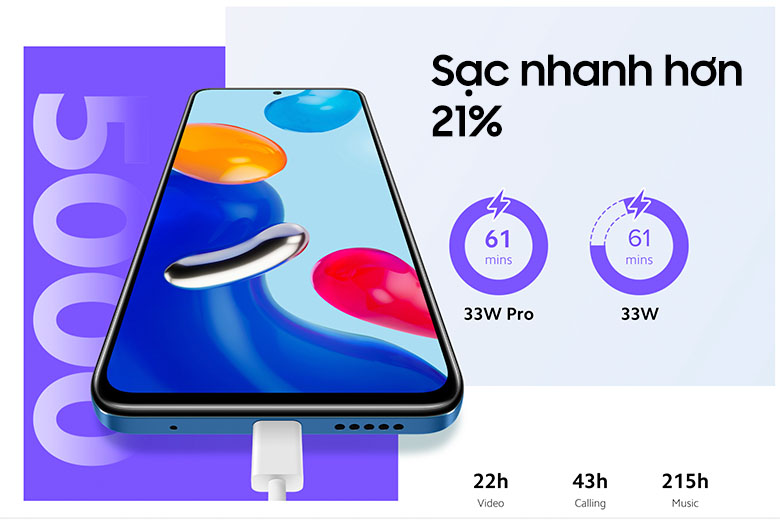 5000
Sạc nhanh hơn
21%
61
mins
33W Pro
61
mins
33W
22h
Video
43h
Calling
215h
Music